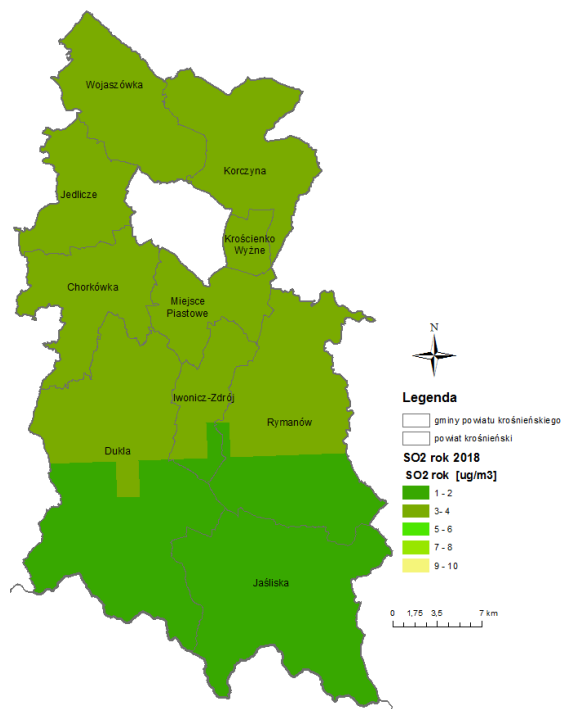 Wojaszówka
Korczyna
Jedlicze
Krościenko
Wyżne
Chorkówka
Miejsce
Piastowe
Iwonicz-Zdrój
Rymanów
Dukla
Jaśliska
N
Legenda
gminy powiatu krośnieńskiego
powiat krośnieński
SO2 rok 2018
SO2 rok [ug/m3]
1 - 2
3 - 4
5 - 6
7 - 8
9 - 10
0 1,75 3,5 7 km